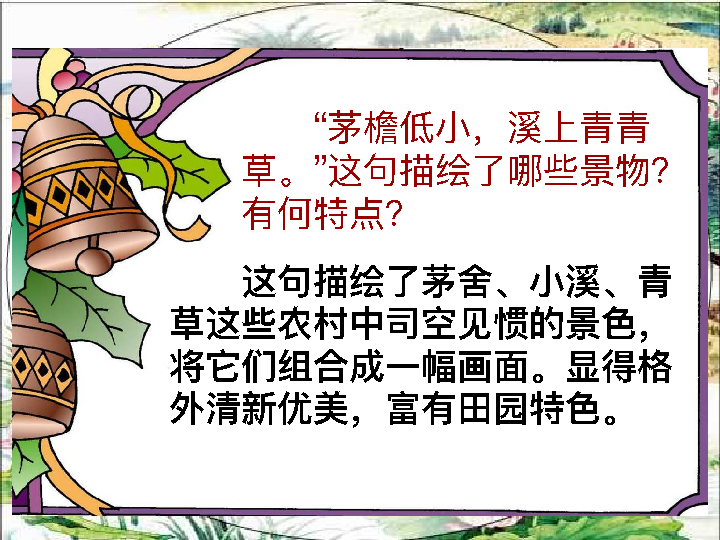 “茅檐低小，溪上青青
草。”这句描绘了哪些景物?
有何特点?
这句描绘了茅舍、小溪、青
草这些农村中司空见惯的景色，
将它们组合成一幅画面。显得格
外清新优美，富有田园特色。